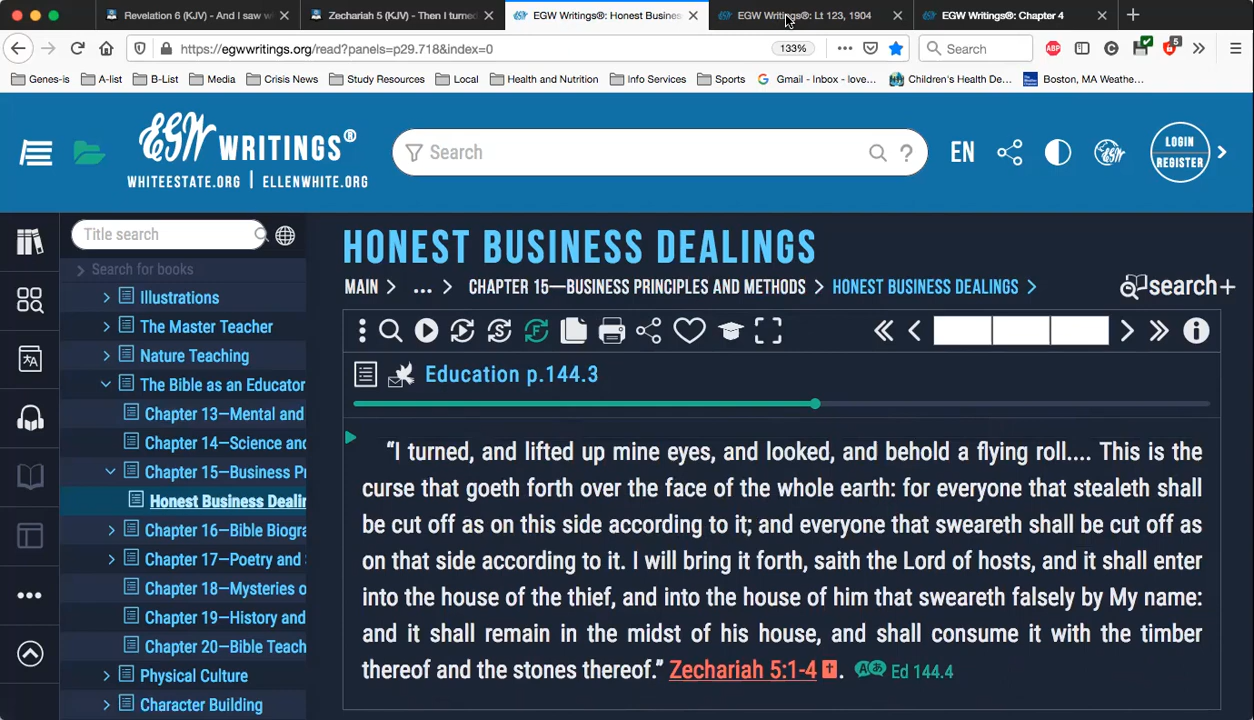 Revelation 6 (KJV) - And I saw w
Zechariah 5 (KJV) - Then I turned
EGW Writings®: Honest Busines
EGW Writings®: Lt 123, 1904
EGW Writings®: Chapter 4
https://egwwritings.org/read?panels=p29.718&index=0
133%
Search
ABP
5
Genes-is
A-list
B-List
Media
Crisis News
Study Resources
Local
Health and Nutrition
Info Services
Sports
Gmail - Inbox - love...
Children's Health De...
Boston, MA Weathe...
EGW WRITINGS®
WHITEESTATE.ORG | ELLENWHITE.ORG
Search
EN
LOGIN
REGISTER
Title search
Search for books
Illustrations
The Master Teacher
Nature Teaching
The Bible as an Educator
Chapter 13—Mental and
Chapter 14—Science and
Chapter 15—Business Pr
Honest Business Dealin
Chapter 16—Bible Biogra
Chapter 17—Poetry and
Chapter 18—Mysteries o
Chapter 19—History and
Chapter 20—Bible Teach
Physical Culture
Character Building
HONEST BUSINESS DEALINGS
MAIN > ... > CHAPTER 15—BUSINESS PRINCIPLES AND METHODS > HONEST BUSINESS DEALINGS >
search+
Education p.144.3
“I turned, and lifted up mine eyes, and looked, and behold a flying roll.... This is the
curse that goeth forth over the face of the whole earth: for everyone that stealeth shall
be cut off as on this side according to it; and everyone that sweareth shall be cut off as
on that side according to it. I will bring it forth, saith the Lord of hosts, and it shall enter
into the house of the thief, and into the house of him that sweareth falsely by My name:
and it shall remain in the midst of his house, and shall consume it with the timber
thereof and the stones thereof.” Zechariah 5:1-4. Ed 144.4